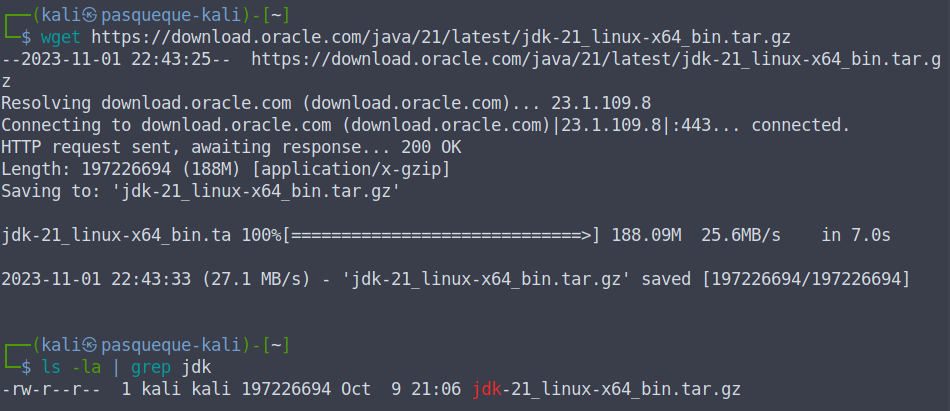 ┌──(kali㉿pasqueque-kali)-[~]
└─$ wget https://download.oracle.com/java/21/latest/jdk-21_linux-x64_bin.tar.gz
--2023-11-01 22:43:25--  https://download.oracle.com/java/21/latest/jdk-21_linux-x64_bin.tar.g
z
Resolving download.oracle.com (download.oracle.com)... 23.1.109.8
Connecting to download.oracle.com (download.oracle.com)|23.1.109.8|:443... connected.
HTTP request sent, awaiting response... 200 OK
Length: 197226694 (188M) [application/x-gzip]
Saving to: 'jdk-21_linux-x64_bin.tar.gz'
jdk-21_linux-x64_bin.ta 100%[=============================>] 188.09M  25.6MB/s    in 7.0s
2023-11-01 22:43:33 (27.1 MB/s) - 'jdk-21_linux-x64_bin.tar.gz' saved [197226694/197226694]
┌──(kali㉿pasqueque-kali)-[~]
└─$ ls -la | grep jdk
-rw-r--r--  1 kali kali 197226694 Oct  9 21:06 jdk-21_linux-x64_bin.tar.gz